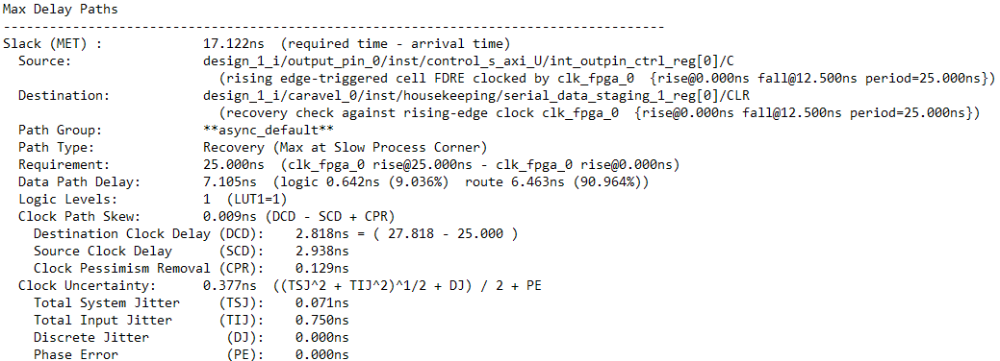 Max Delay Paths
--------------------------------------------------------------------------------------
Slack (MET) :             17.122ns  (required time - arrival time)
  Source:                 design_1_i/output_pin_0/inst/control_s_axi_U/int_outpin_ctrl_reg[0]/C
                            (rising edge-triggered cell FDRE clocked by clk_fpga_0  {rise@0.000ns fall@12.500ns period=25.000ns})
  Destination:            design_1_i/caravel_0/inst/housekeeping/serial_data_staging_1_reg[0]/CLR
                            (recovery check against rising-edge clock clk_fpga_0  {rise@0.000ns fall@12.500ns period=25.000ns})
  Path Group:             **async_default**
  Path Type:              Recovery (Max at Slow Process Corner)
  Requirement:            25.000ns  (clk_fpga_0 rise@25.000ns - clk_fpga_0 rise@0.000ns)
  Data Path Delay:        7.105ns  (logic 0.642ns (9.036%)  route 6.463ns (90.964%))
  Logic Levels:           1  (LUT1=1)
  Clock Path Skew:        0.009ns (DCD - SCD + CPR)
    Destination Clock Delay (DCD):    2.818ns = ( 27.818 - 25.000 )
    Source Clock Delay      (SCD):    2.938ns
    Clock Pessimism Removal (CPR):    0.129ns
  Clock Uncertainty:      0.377ns  ((TSJ^2 + TIJ^2)^1/2 + DJ) / 2 + PE
    Total System Jitter     (TSJ):    0.071ns
    Total Input Jitter      (TIJ):    0.750ns
    Discrete Jitter          (DJ):    0.000ns
    Phase Error              (PE):    0.000ns